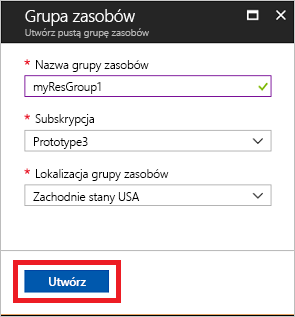 Grupa zasobów
Utwórz pustą grupę zasobów
* Nazwa grupy zasobów
myResGroup1
* Subskrypcja
Prototype3
* Lokalizacja grupy zasobów
Zachodnie stany USA
Utwórz